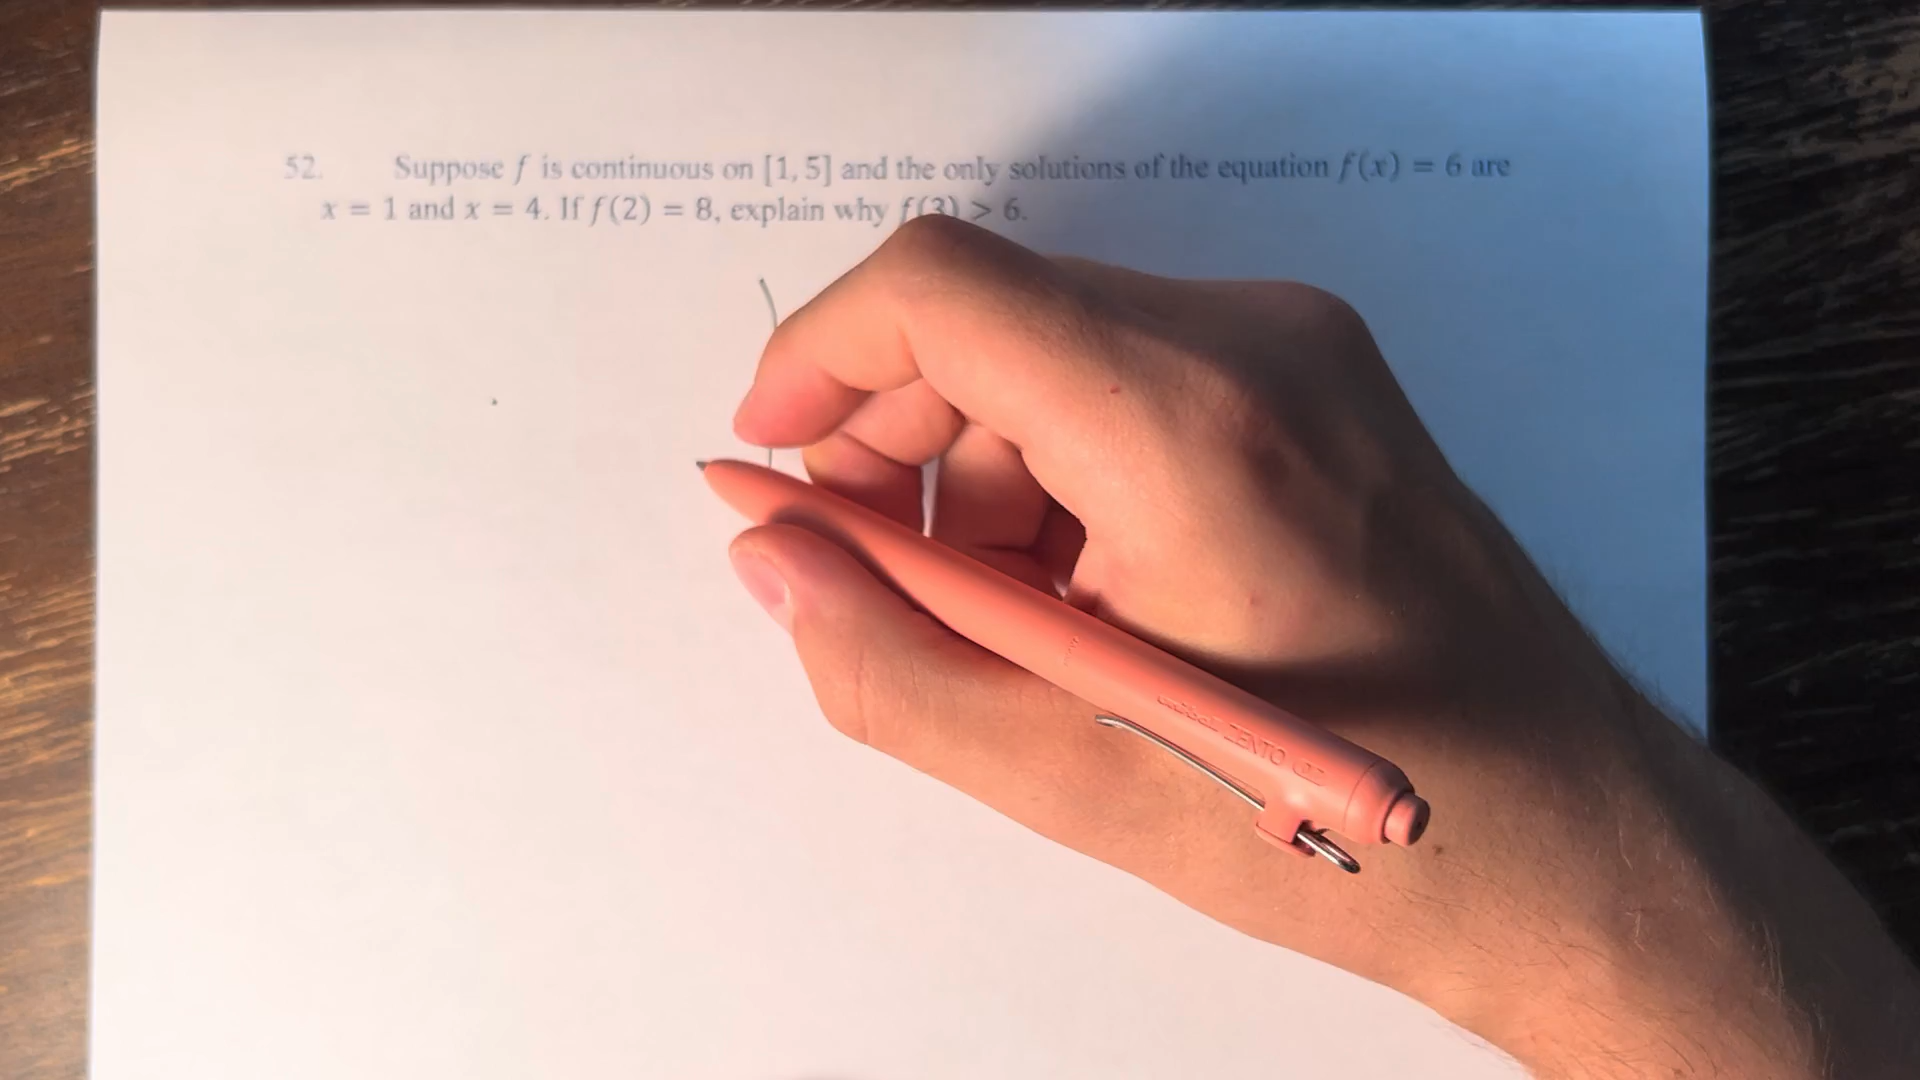 52. Suppose f is continuous on [1, 5] and the only solutions of the equation f(x) = 6 are
x = 1 and x = 4. If f(2) = 8, explain why f(3) > 6.
ZENTO